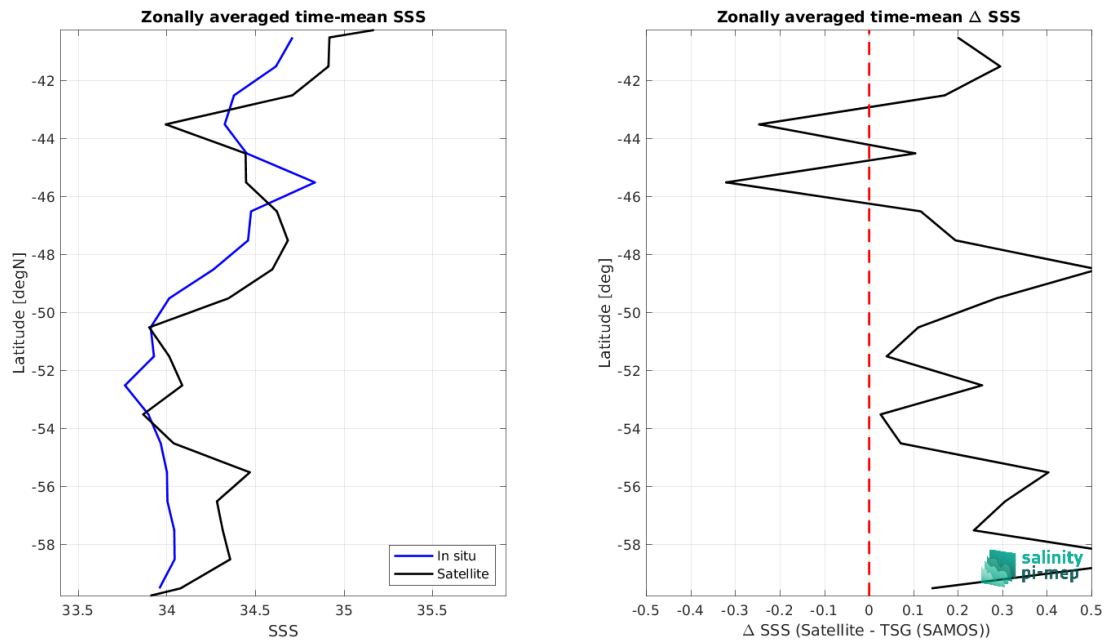 Zonally averaged time-mean SSS
Latitude [degN]
-42
-44
-46
-48
-50
-52
-54
-56
-58
33.5 34 34.5 35 35.5
SSS
In situ
Satellite
Zonally averaged time-mean Δ SSS
Latitude [deg]
-42
-44
-46
-48
-50
-52
-54
-56
-58
-0.5 -0.4 -0.3 -0.2 -0.1 0 0.1 0.2 0.3 0.4 0.5
Δ SSS (Satellite - TSG (SAMOS))
salinity
pi-mep